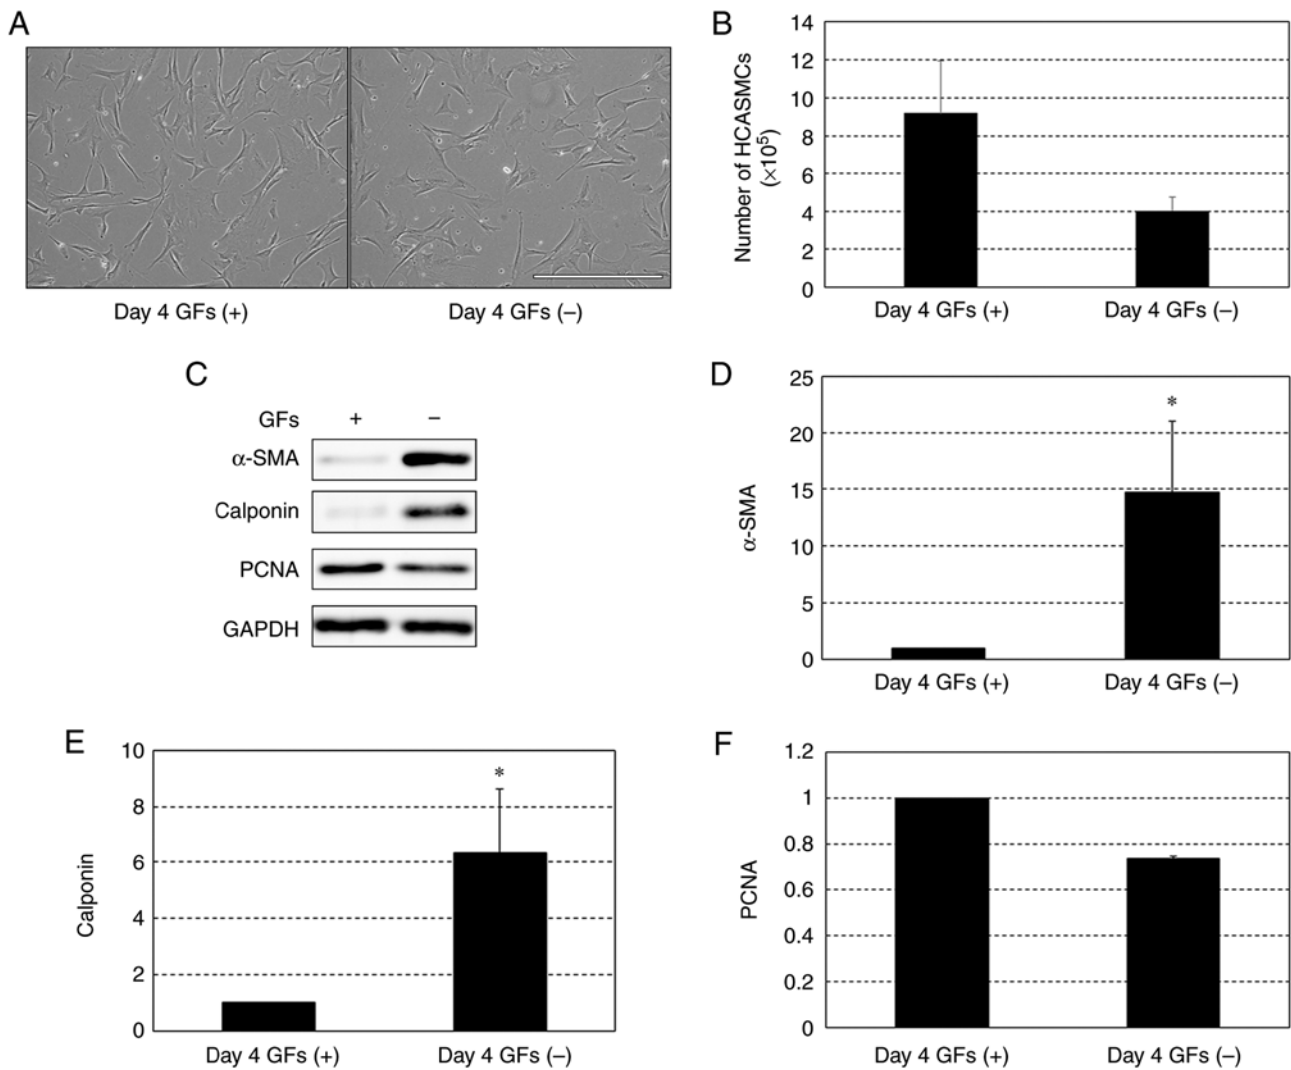 A
Day 4 GFs (+)
Day 4 GFs (–)
B
Number of HCASMCs
(×10⁵)
14
12
10
8
6
4
2
0
Day 4 GFs (+)
Day 4 GFs (–)
C
GFs + –
α-SMA
Calponin
PCNA
GAPDH
D
α-SMA
25
20
15
10
5
0
*
Day 4 GFs (+)
Day 4 GFs (–)
E
Calponin
10
8
6
4
2
0
*
Day 4 GFs (+)
Day 4 GFs (–)
F
PCNA
1.2
1
0.8
0.6
0.4
0.2
0
Day 4 GFs (+)
Day 4 GFs (–)